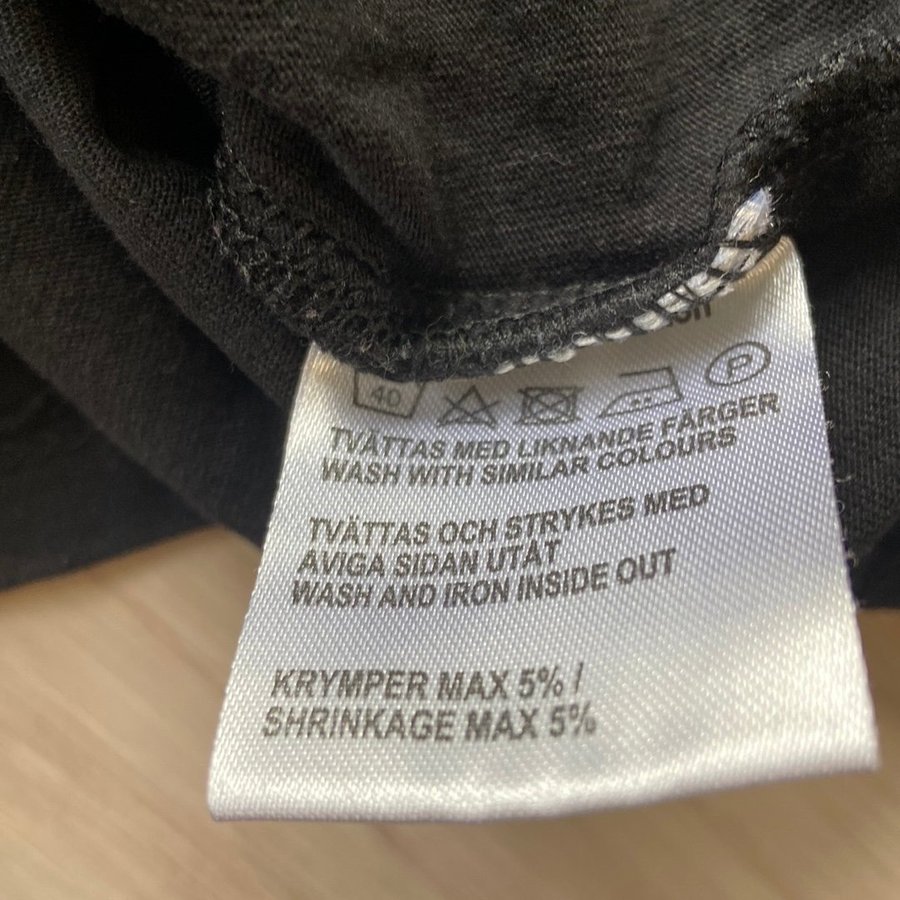 40
P
TVÄTTAS MED LIKNANDE FÄRGER
WASH WITH SIMILAR COLOURS
TVÄTTAS OCH STRYKES MED
AVIGA SIDAN UTÅT
WASH AND IRON INSIDE OUT
KRYMPER MAX 5% /
SHRINKAGE MAX 5%